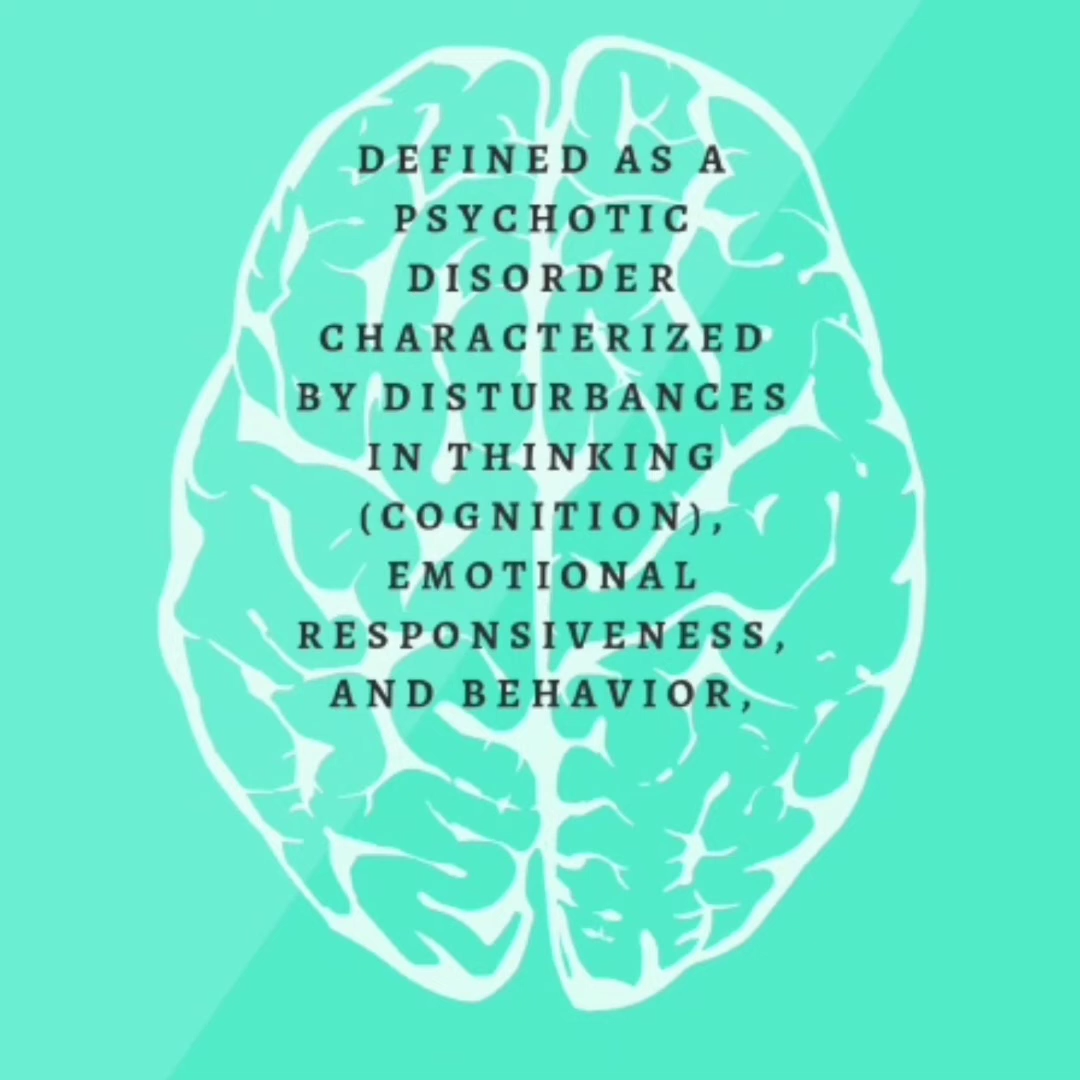 DEFINED AS A
PSYCHOTIC
DISORDER
CHARACTERIZED
BY DISTURBANCES
IN THINKING
(COGNITION),
EMOTIONAL
RESPONSIVENESS,
AND BEHAVIOR,